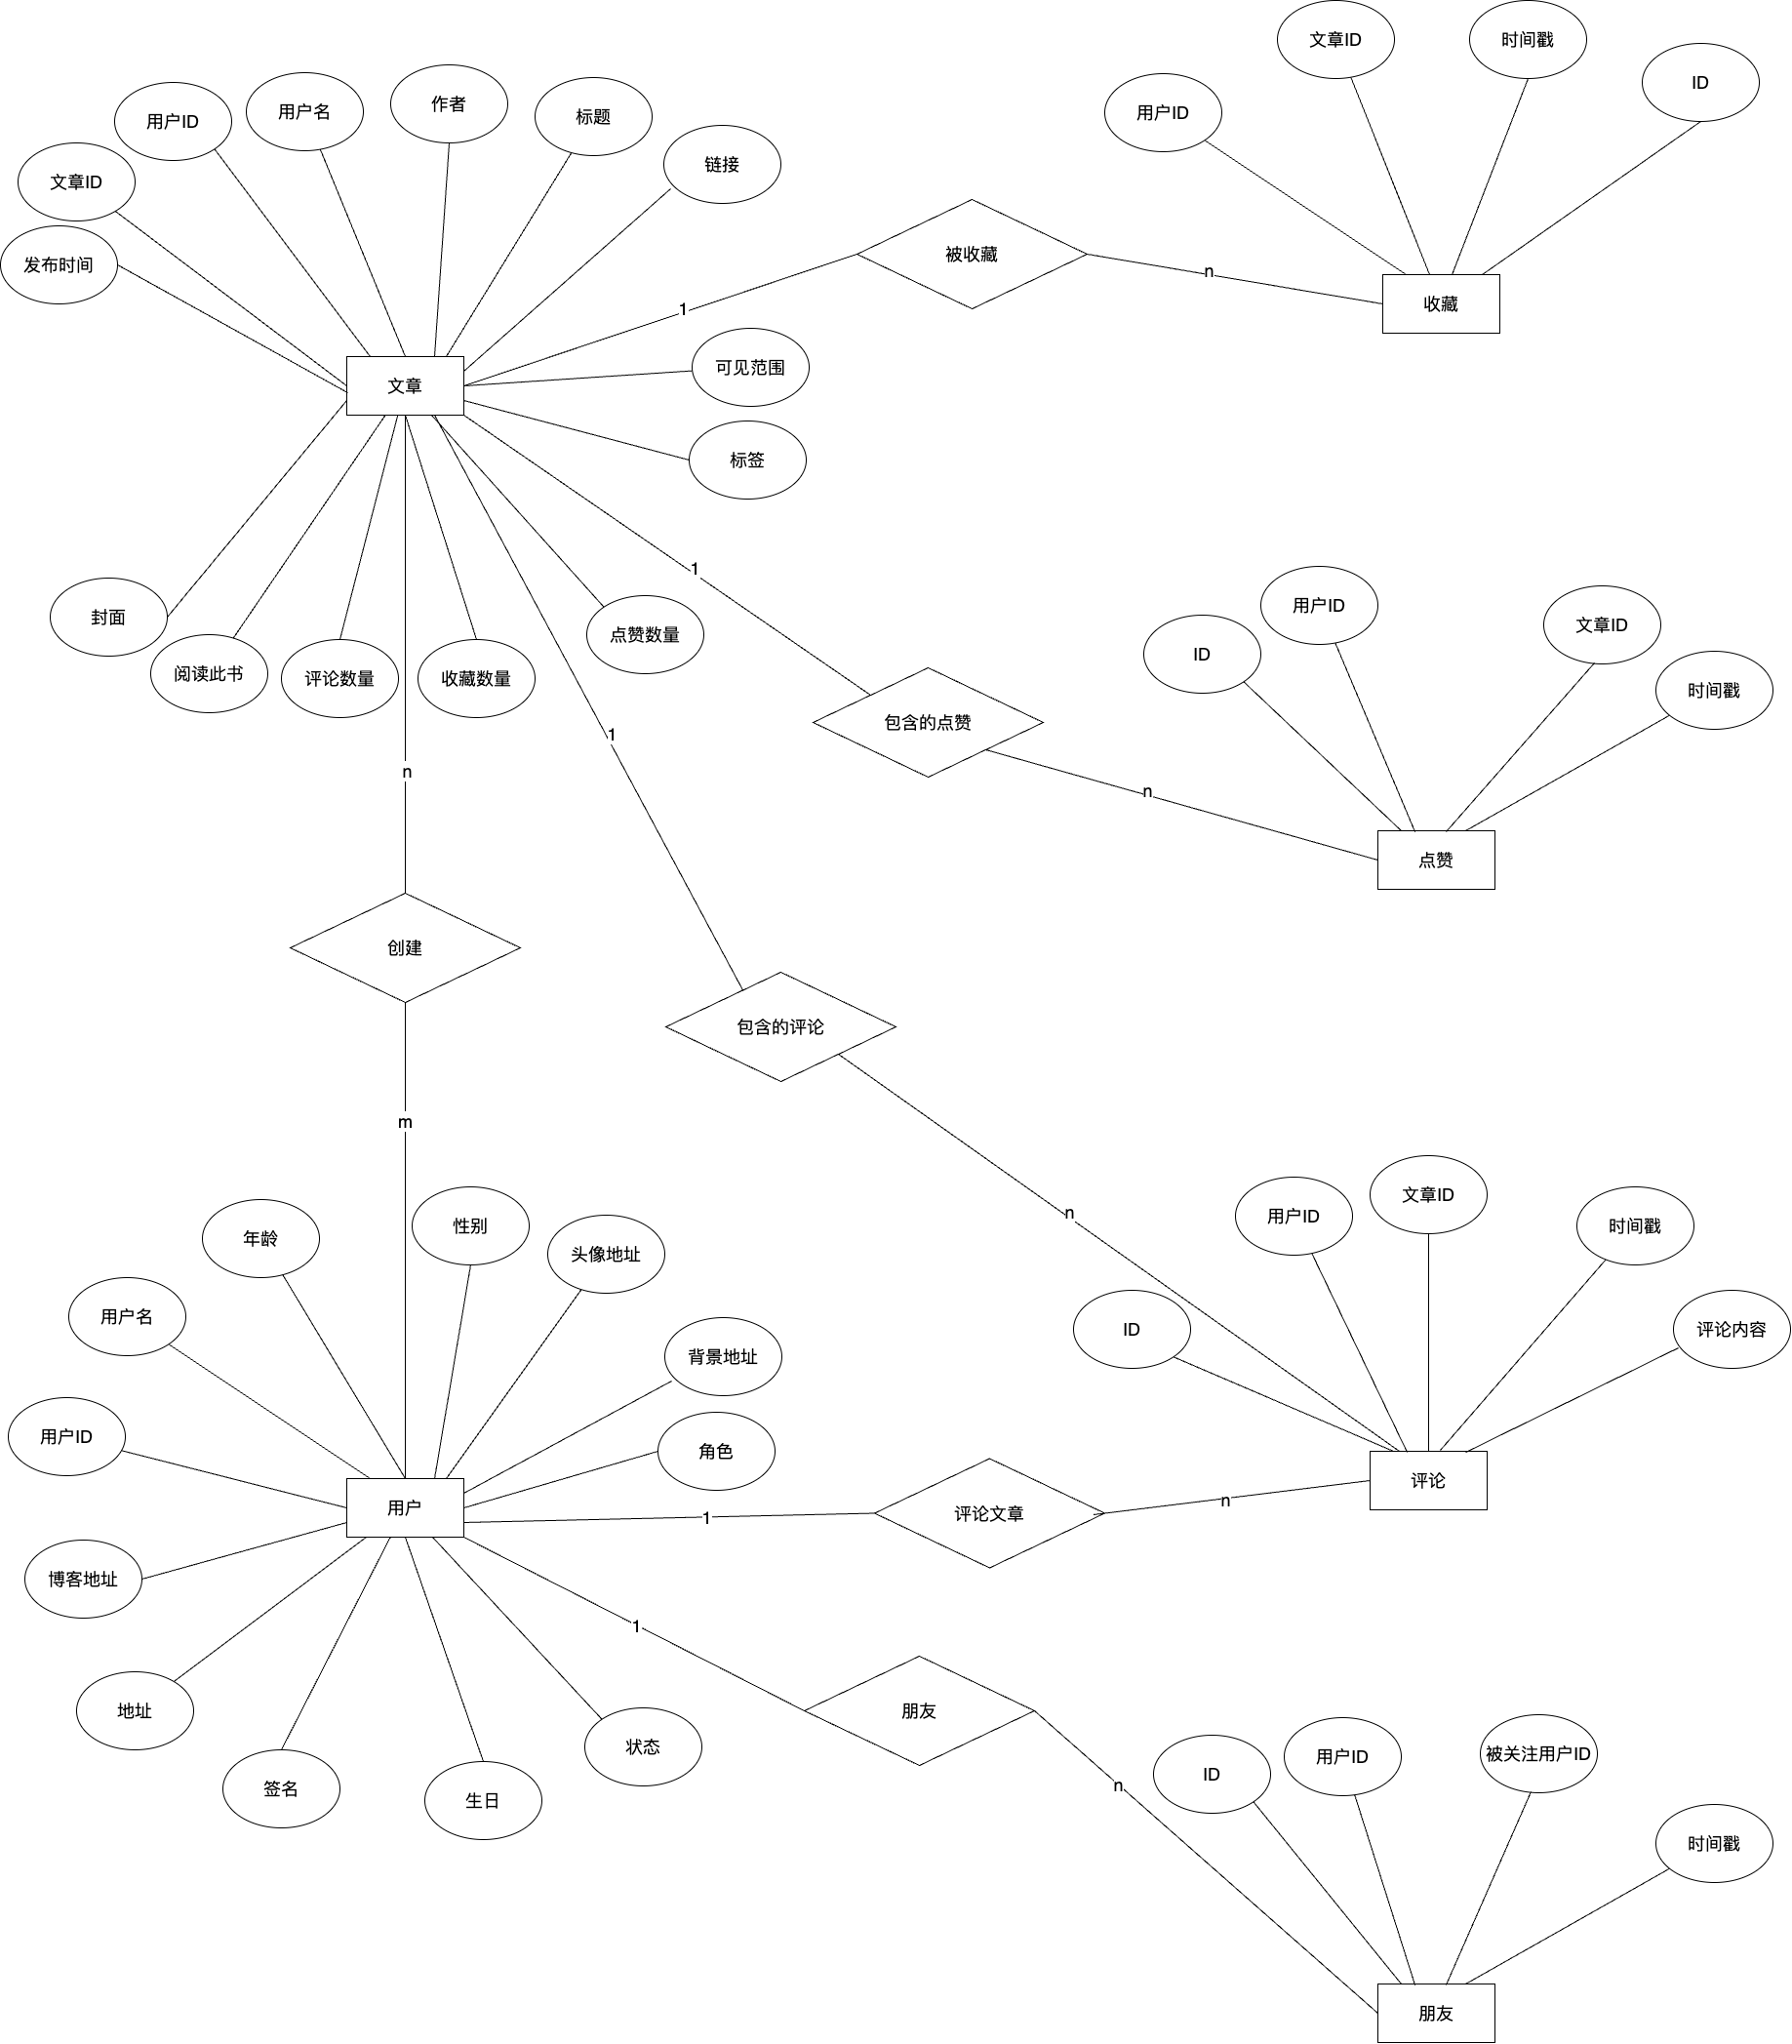 文章ID
时间戳
ID
用户ID
作者
用户名
标题
用户ID
链接
文章ID
发布时间
被收藏
n
收藏
1
可见范围
文章
标签
1
用户ID
封面
文章ID
点赞数量
ID
阅读此书
评论数量
收藏数量
时间戳
包含的点赞
1
n
n
点赞
创建
包含的评论
m
文章ID
n
用户ID
性别
时间戳
年龄
头像地址
用户名
ID
评论内容
背景地址
用户ID
角色
评论
n
用户
评论文章
1
博客地址
1
地址
朋友
状态
被关注用户ID
用户ID
ID
n
签名
生日
时间戳
朋友